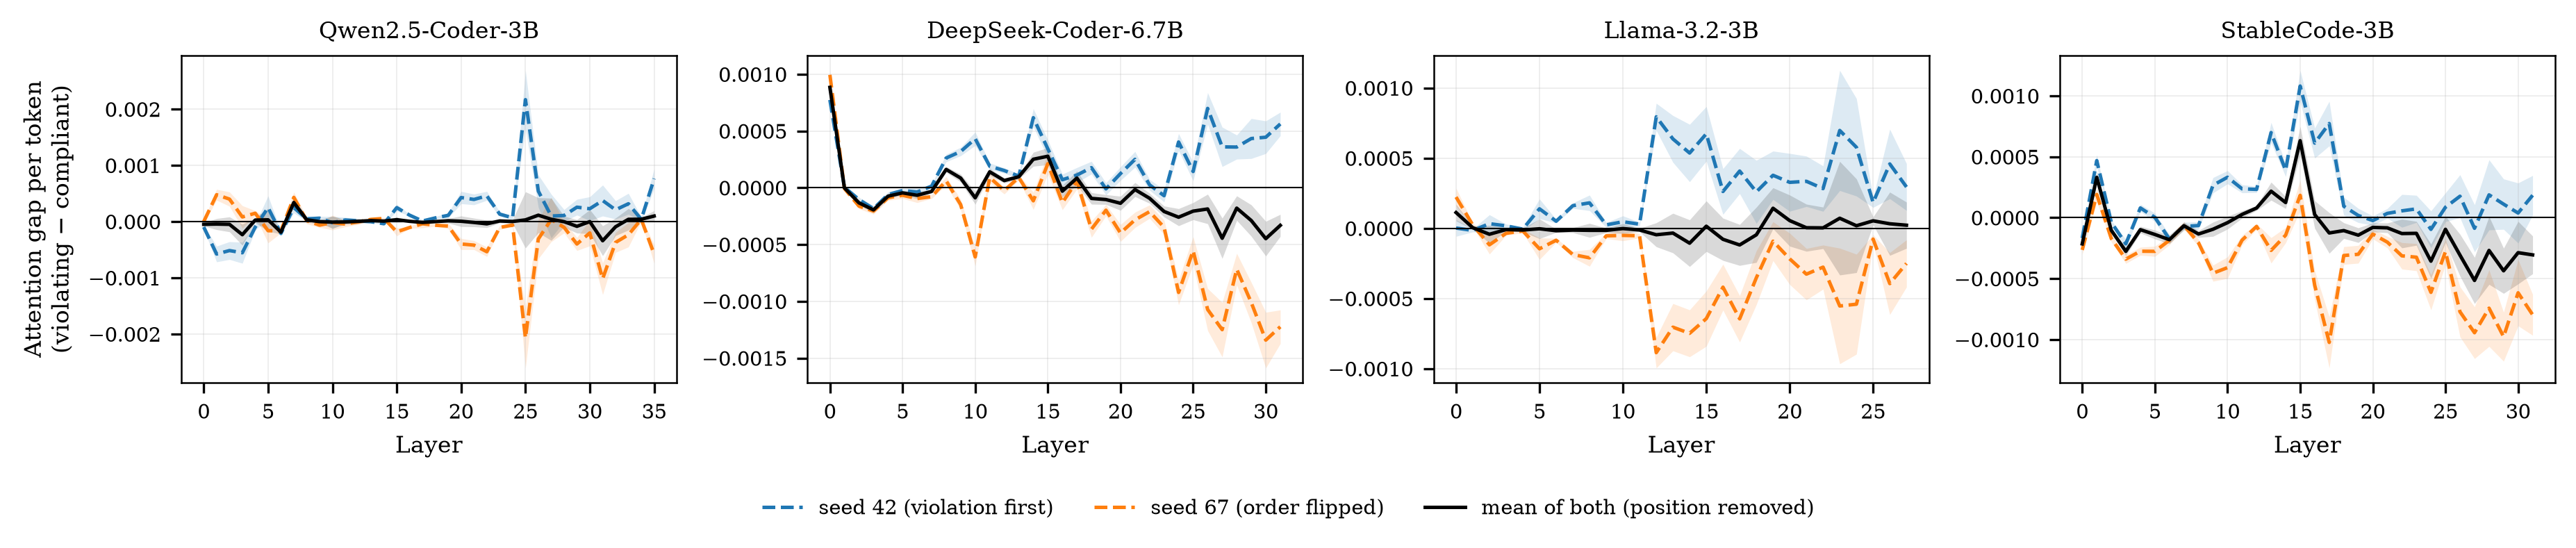 Qwen2.5-Coder-3B
DeepSeek-Coder-6.7B
Llama-3.2-3B
StableCode-3B
Attention gap per token
(violating − compliant)
0.002
0.001
0.000
−0.001
−0.002
0 5 10 15 20 25 30 35
Layer
0.0010
0.0005
0.0000
−0.0005
−0.0010
−0.0015
0 5 10 15 20 25 30
Layer
0.0010
0.0005
0.0000
−0.0005
−0.0010
0 5 10 15 20 25
Layer
0.0010
0.0005
0.0000
−0.0005
−0.0010
0 5 10 15 20 25 30
Layer
seed 42 (violation first)
seed 67 (order flipped)
mean of both (position removed)